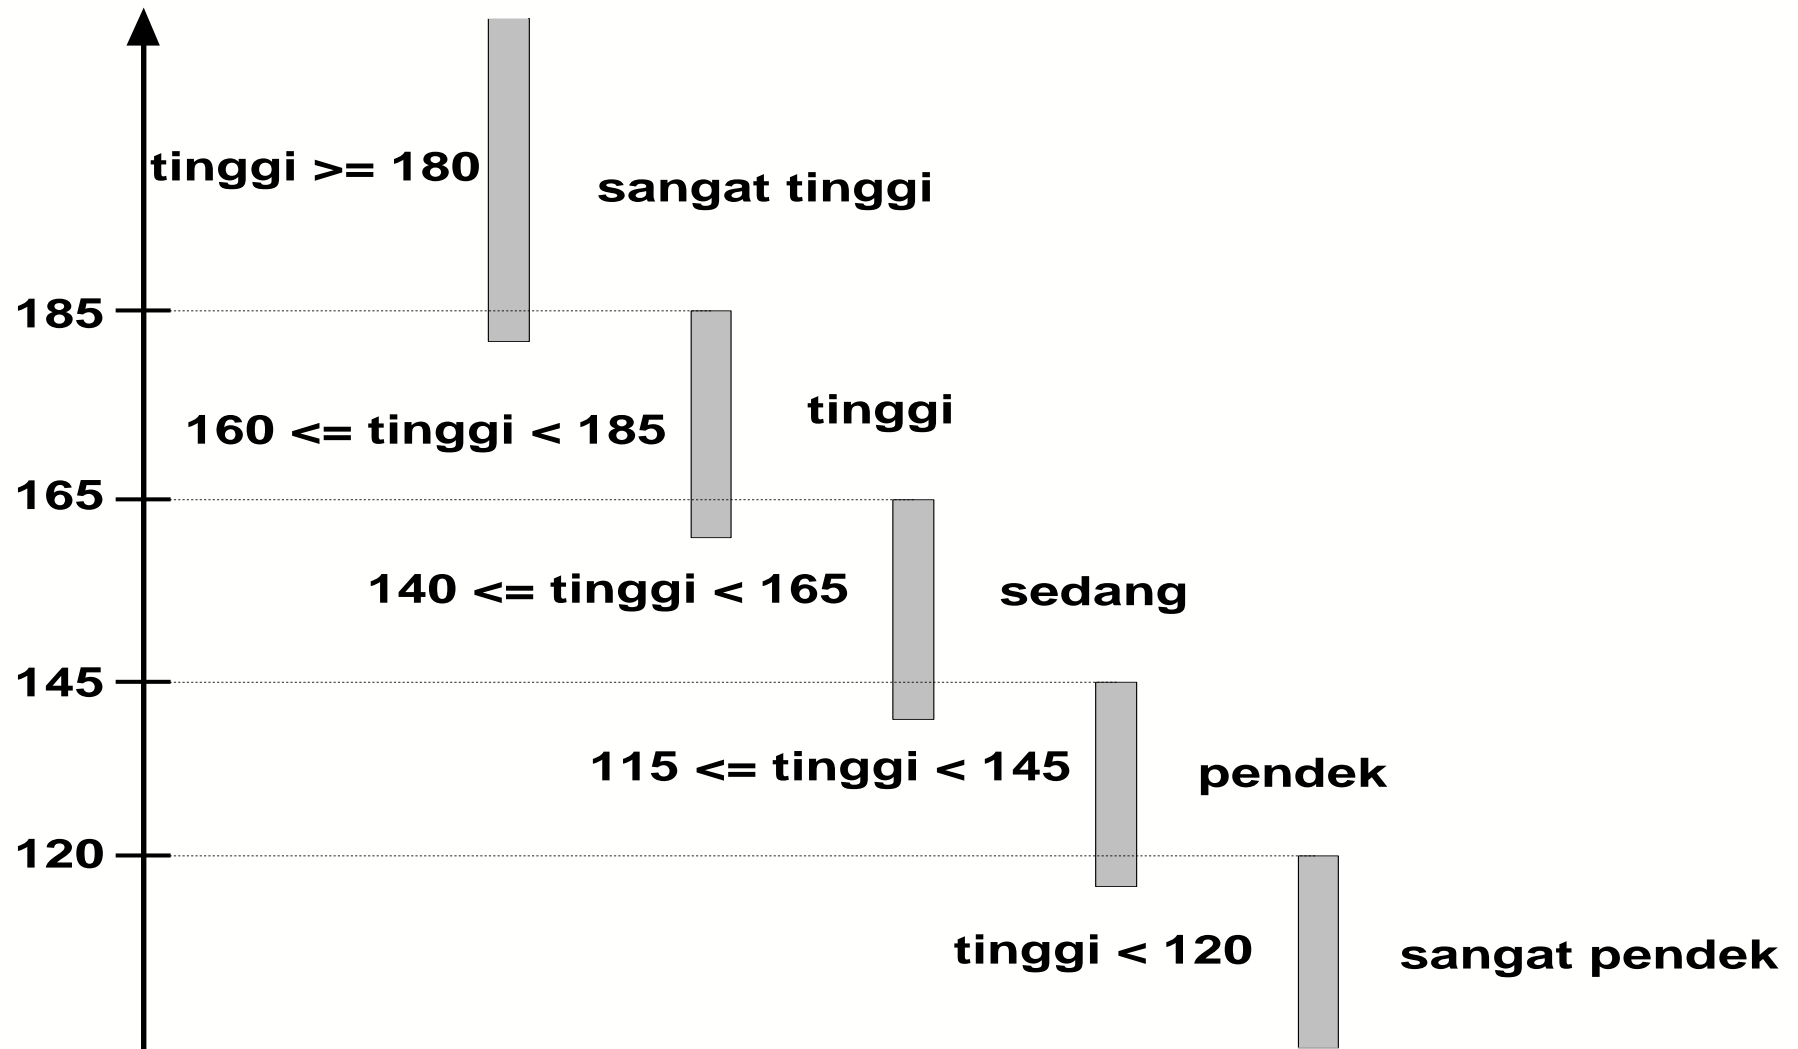 tinggi >= 180
sangat tinggi
185
tinggi
160 <= tinggi < 185
165
140 <= tinggi < 165
sedang
145
115 <= tinggi < 145
pendek
120
tinggi < 120
sangat pendek